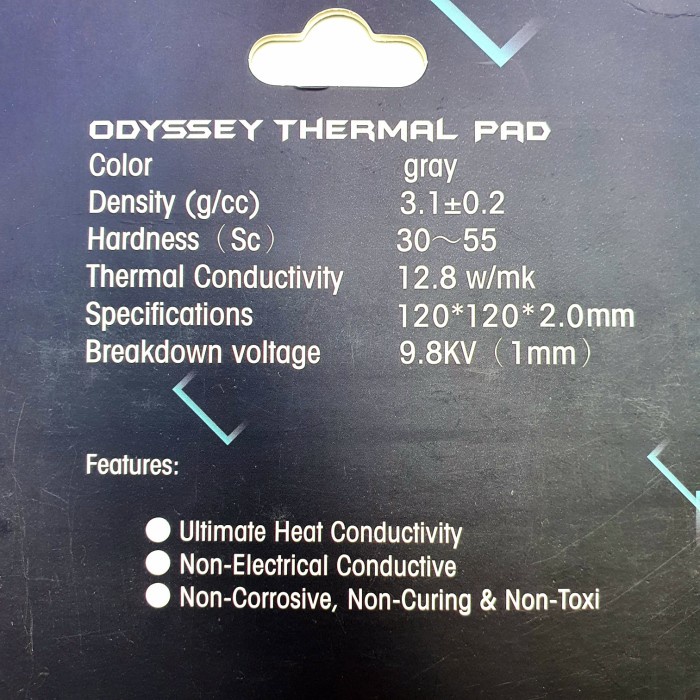 ODYSSEY THERMAL PAD
Color gray
Density (g/cc) 3.1±0.2
Hardness（Sc） 30～55
Thermal Conductivity 12.8 w/mk
Specifications 120*120*2.0mm
Breakdown voltage 9.8KV（1mm）
Features:
● Ultimate Heat Conductivity
● Non-Electrical Conductive
● Non-Corrosive, Non-Curing & Non-Toxi